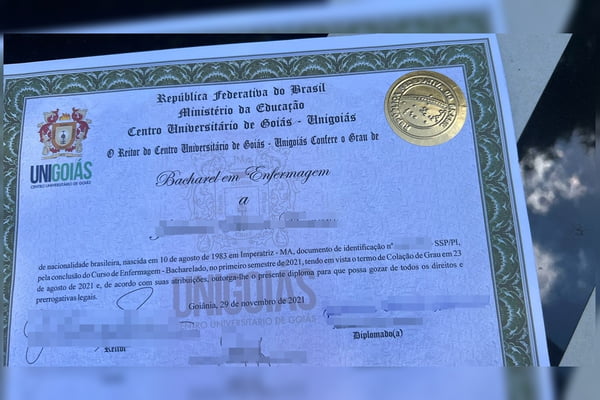 República Federativa do Brasil
Ministério da Educação
Centro Universitário de Goiás - Unigoiás
O Reitor do Centro Universitário de Goiás - Unigoiás Confere o Grau de
UNIGOIÁS
CENTRO UNIVERSITÁRIO DE GOIÁS
Bacharel em Enfermagem
a
de nacionalidade brasileira, nascida em 10 de agosto de 1983 em Imperatriz - MA, documento de identificação nº - SSP/PI,
pela conclusão do Curso de Enfermagem - Bacharelado, no primeiro semestre de 2021, tendo em vista o termo de Colação de Grau em 23
de agosto de 2021 e, de acordo com suas atribuições, outorga-lhe o presente diploma para que possa gozar de todos os direitos e
prerrogativas legais.
UNIGOIÁS
Goiânia, 29 de novembro de 2021
CENTRO UNIVERSITÁRIO DE GOIÁS
Reitor
Diplomado(a)